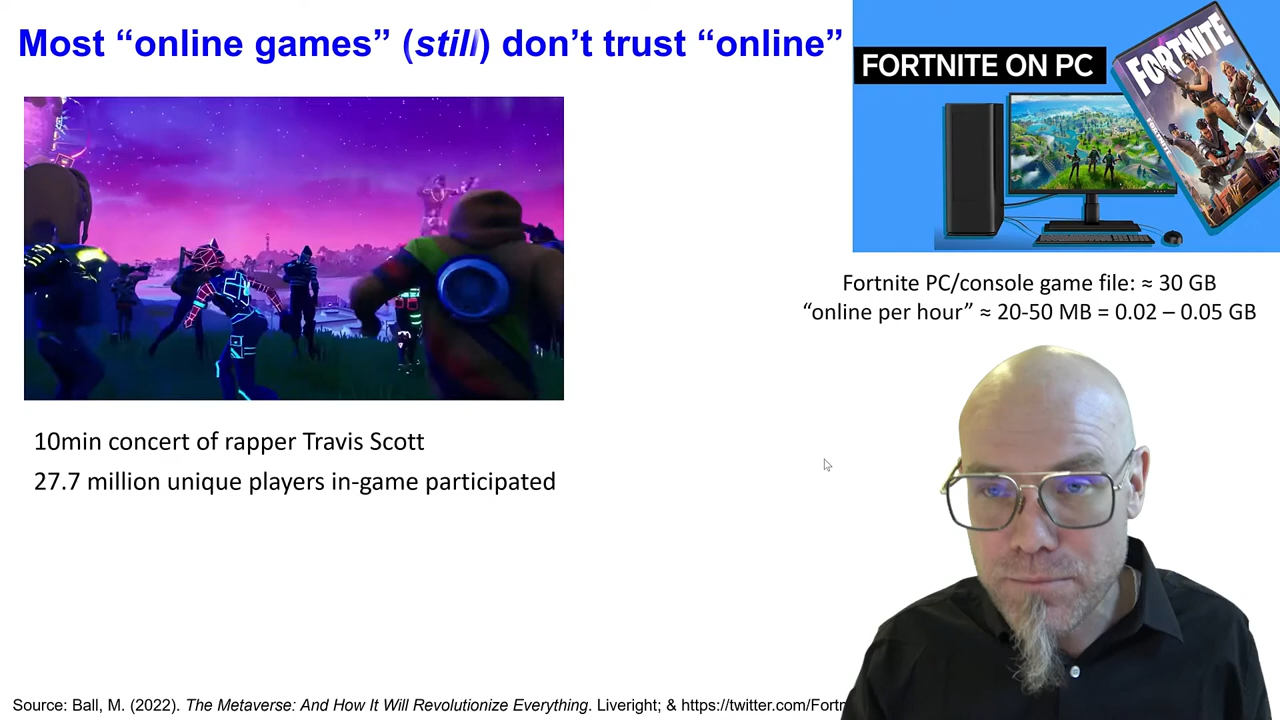 Most “online games” (still) don’t trust “online”
FORTNITE ON PC
FORTNITE
Fortnite PC/console game file: ≈ 30 GB
“online per hour” ≈ 20-50 MB = 0.02 – 0.05 GB
10min concert of rapper Travis Scott
27.7 million unique players in-game participated
Source: Ball, M. (2022). The Metaverse: And How It Will Revolutionize Everything. Liveright; & https://twitter.com/Fortn